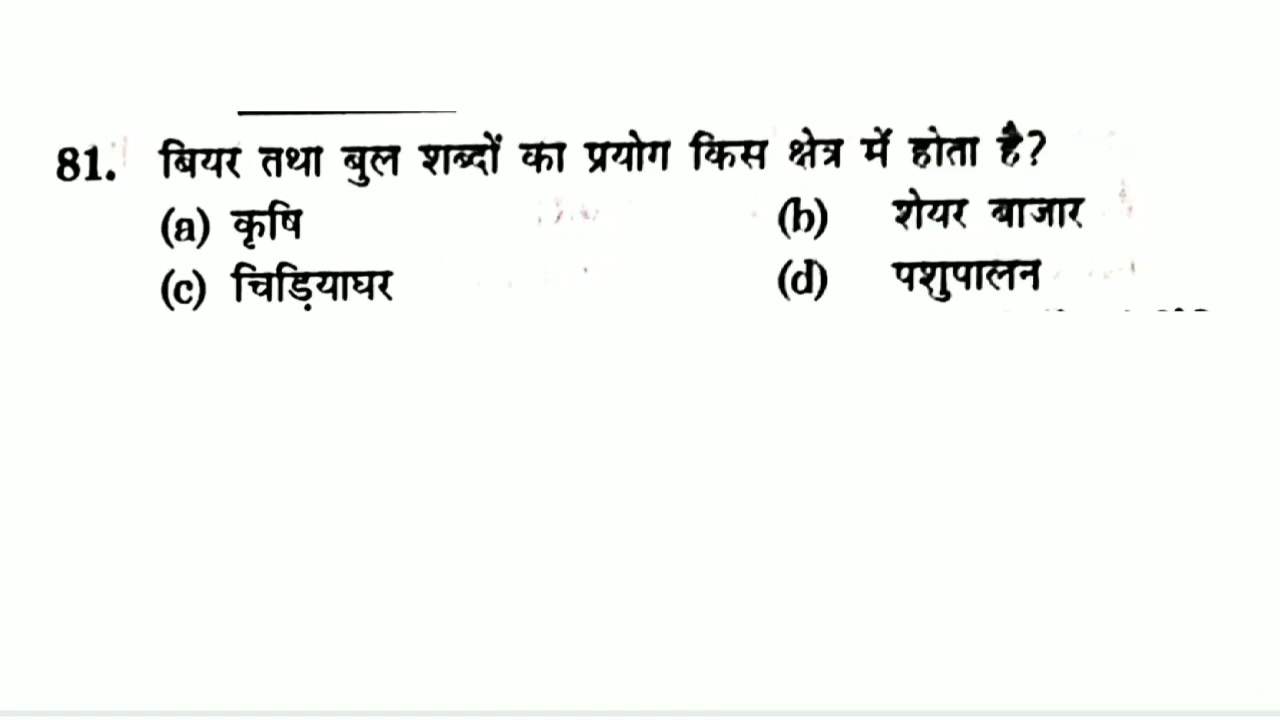 81. बियर तथा बुल शब्दों का प्रयोग किस क्षेत्र में होता है?
(a) कृषि (b) शेयर बाजार
(c) चिड़ियाघर (d) पशुपालन